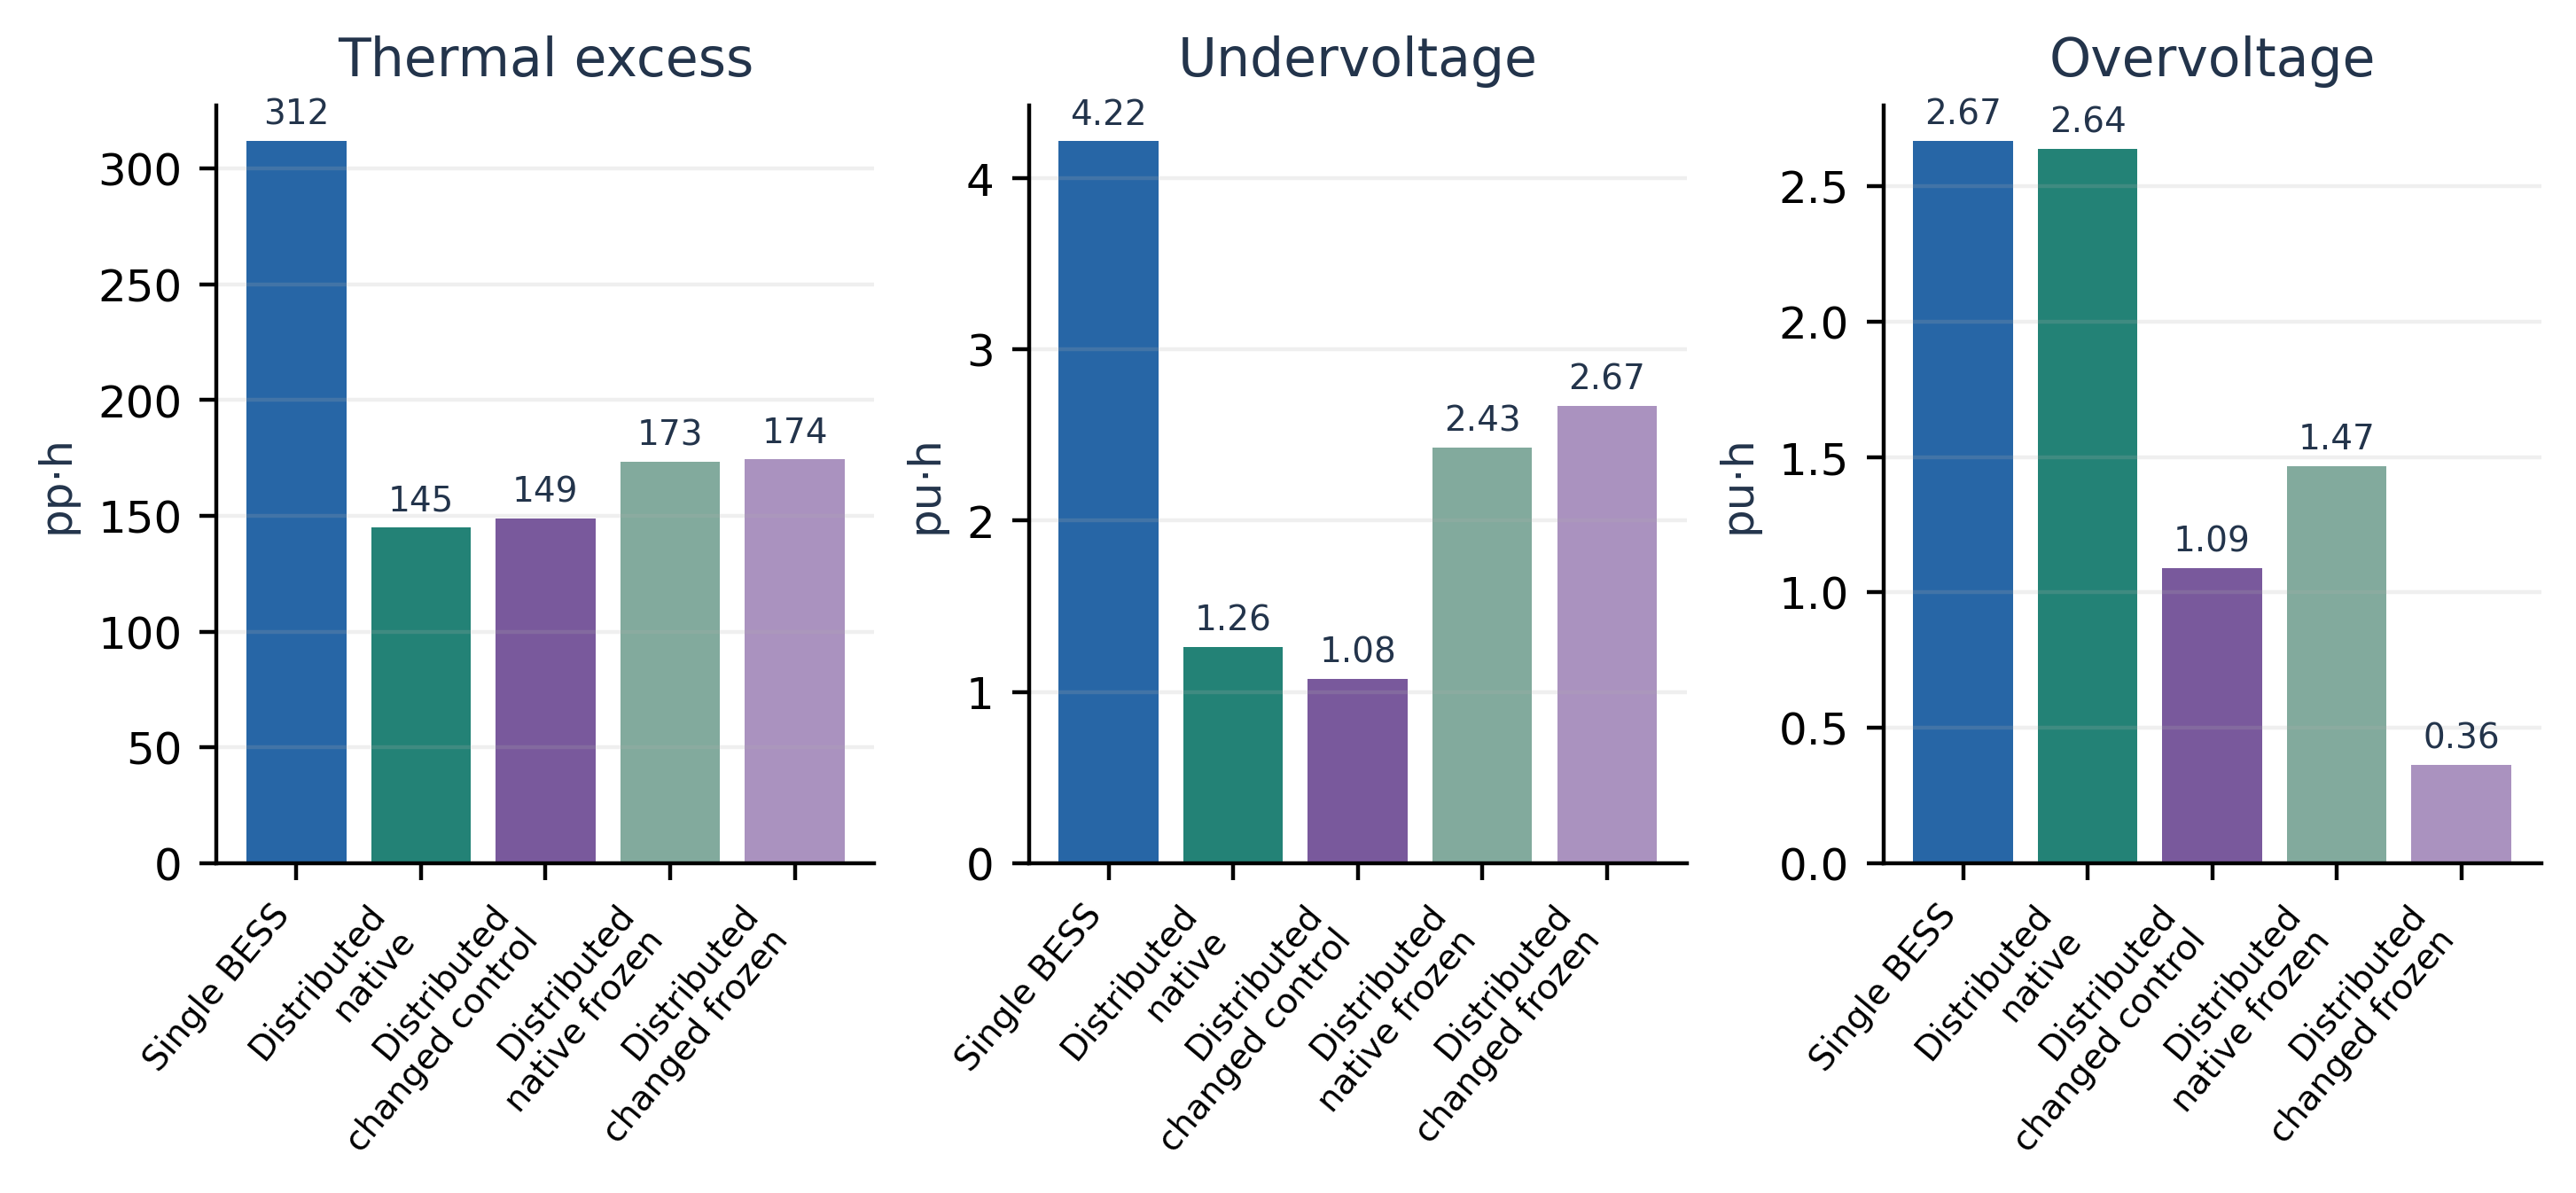 Thermal excess
312
145
149
173
174
300
250
200
150
100
50
0
pp·h
Single BESS
Distributed
native
Distributed
changed control
Distributed
native frozen
Distributed
changed frozen
Undervoltage
4.22
1.26
1.08
2.43
2.67
4
3
2
1
0
pu·h
Single BESS
Distributed
native
Distributed
changed control
Distributed
native frozen
Distributed
changed frozen
Overvoltage
2.67
2.64
1.09
1.47
0.36
2.5
2.0
1.5
1.0
0.5
0.0
pu·h
Single BESS
Distributed
native
Distributed
changed control
Distributed
native frozen
Distributed
changed frozen